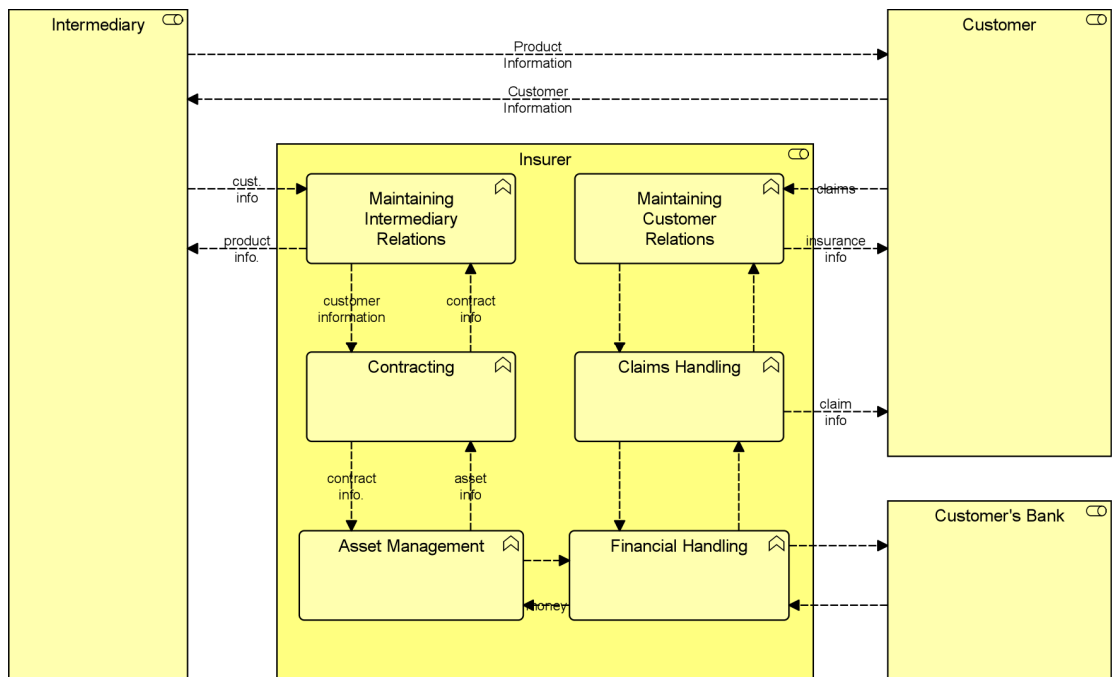 Intermediary
Customer
Product
Information
Customer
Information
Insurer
cust.
info
Maintaining
Intermediary
Relations
Maintaining
Customer
Relations
claims
product
info.
insurance
info
customer
information
contract
info
Contracting
Claims Handling
claim
info
contract
info.
asset
info
Customer's Bank
Asset Management
Financial Handling
money